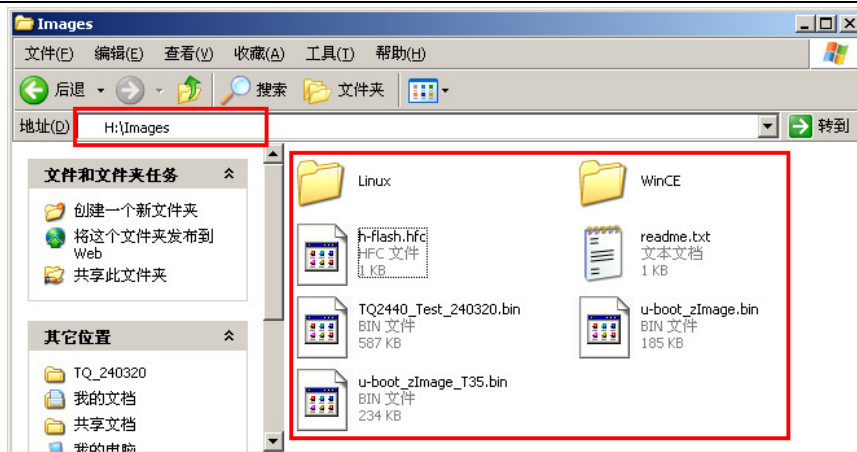 Images
文件(F) 编辑(E) 查看(V) 收藏(A) 工具(T) 帮助(H)
后退 搜索 文件夹
地址(D) H:\Images 转到
文件和文件夹任务
创建一个新文件夹
将这个文件夹发布到
Web
共享此文件夹
其它位置
TQ_240320
我的文档
共享文档
我的电脑
Linux
WinCE
h-flash.hfc
HFC 文件
1 KB
readme.txt
文本文档
1 KB
TQ2440_Test_240320.bin
BIN 文件
587 KB
u-boot_zImage.bin
BIN 文件
185 KB
u-boot_zImage_T35.bin
BIN 文件
234 KB